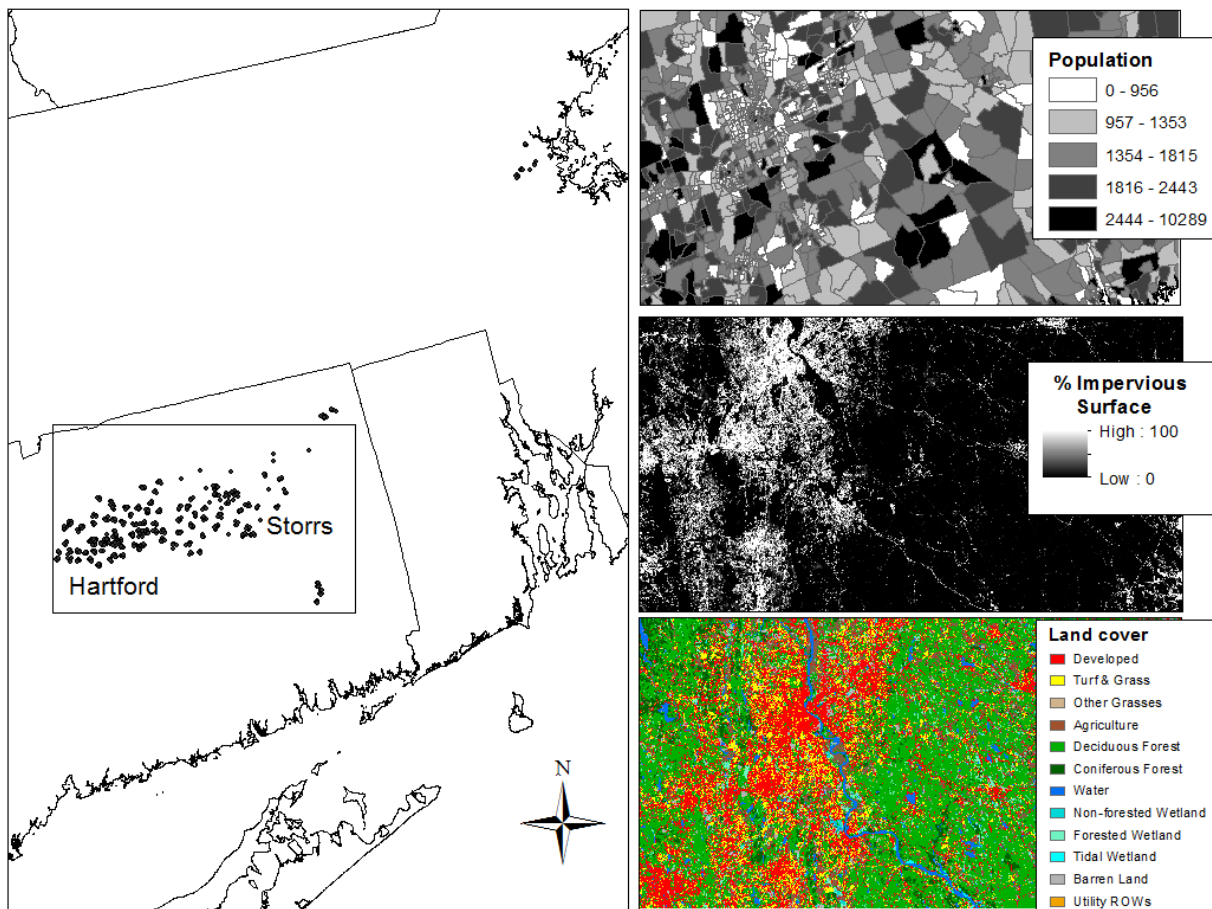 Storrs
Hartford
N
Population
0 - 956
957 - 1353
1354 - 1815
1816 - 2443
2444 - 10289
% Impervious
Surface
High : 100
Low : 0
Land cover
Developed
Turf & Grass
Other Grasses
Agriculture
Deciduous Forest
Coniferous Forest
Water
Non-forested Wetland
Forested Wetland
Tidal Wetland
Barren Land
Utility ROWs